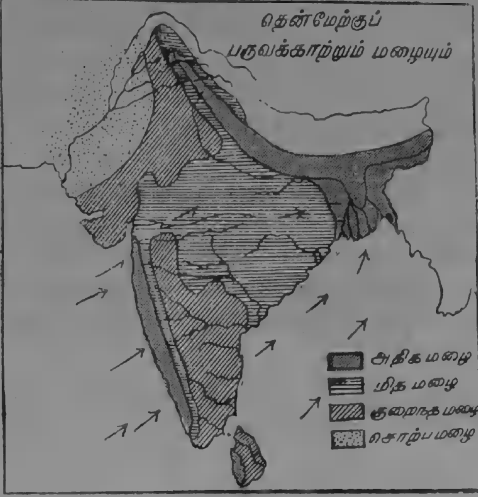 தென்மேற்குப்
பருவக்காற்றும் மழையும்
அதிக மழை
மித மழை
குறைந்த மழை
சொற்ப மழை